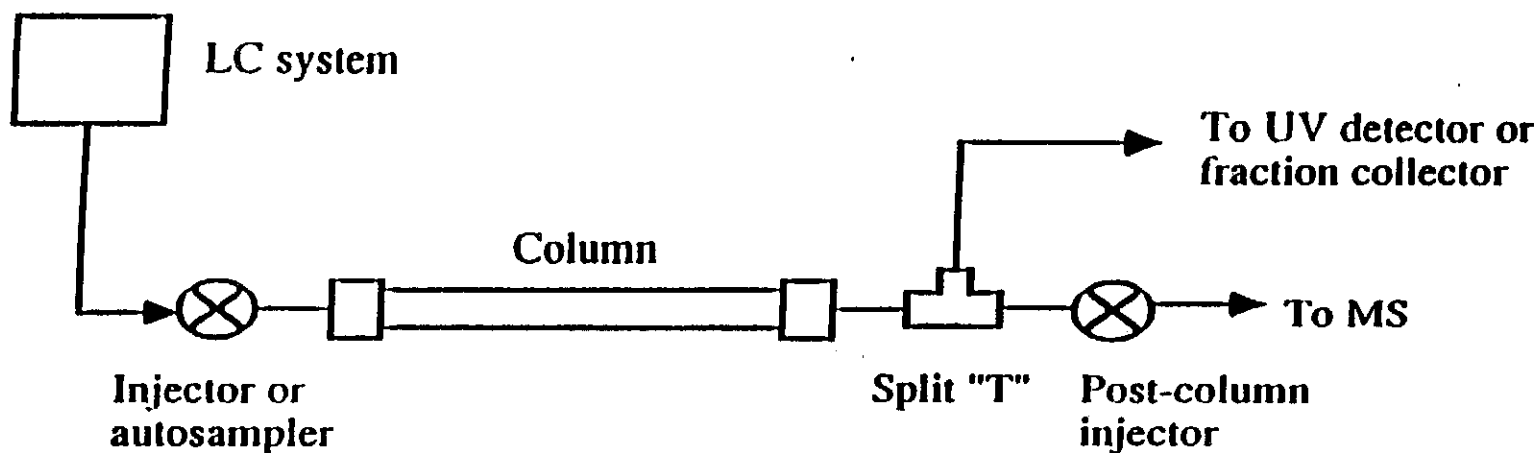 LC system
To UV detector or
fraction collector
Column
To MS
Injector or
autosampler
Split "T"
Post-column
injector